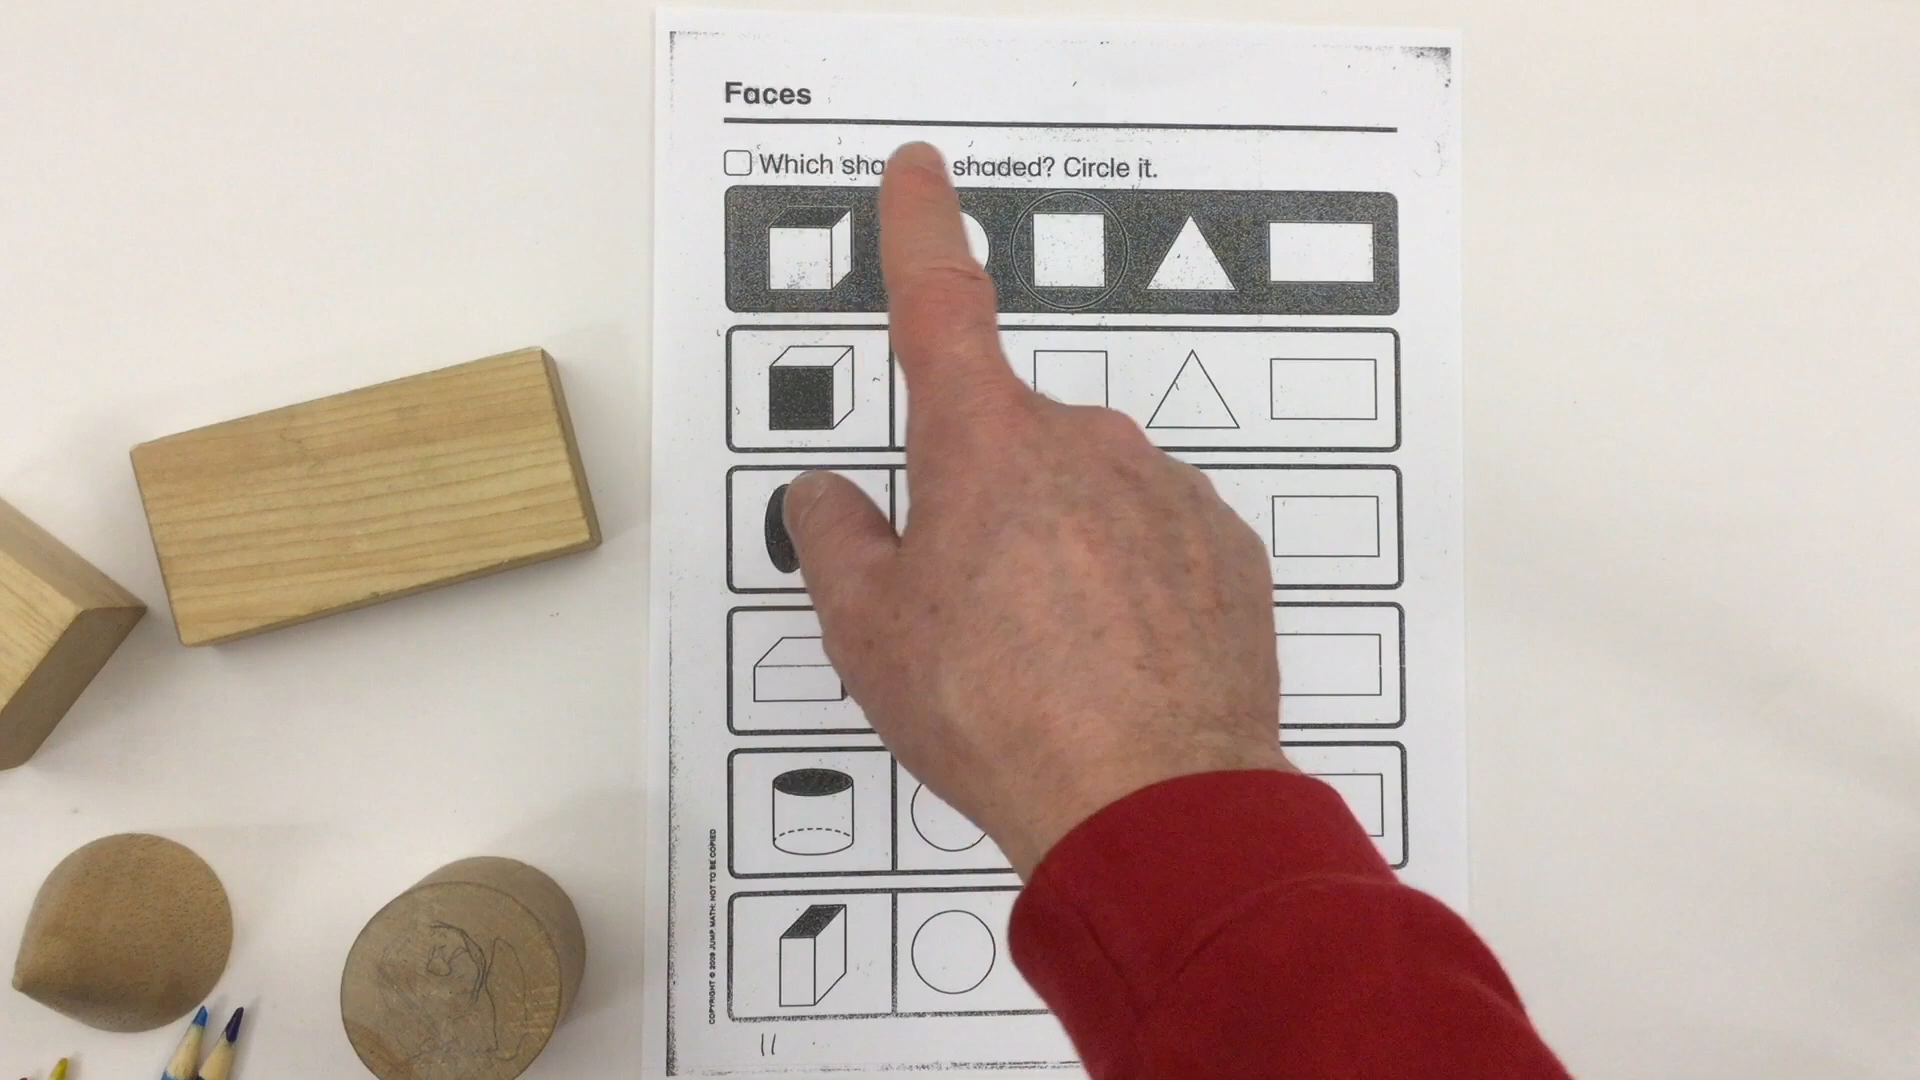 Faces
Which sha shaded? Circle it.
COPYRIGHT © 2009 JUMP MATH: NOT TO BE COPIED
11